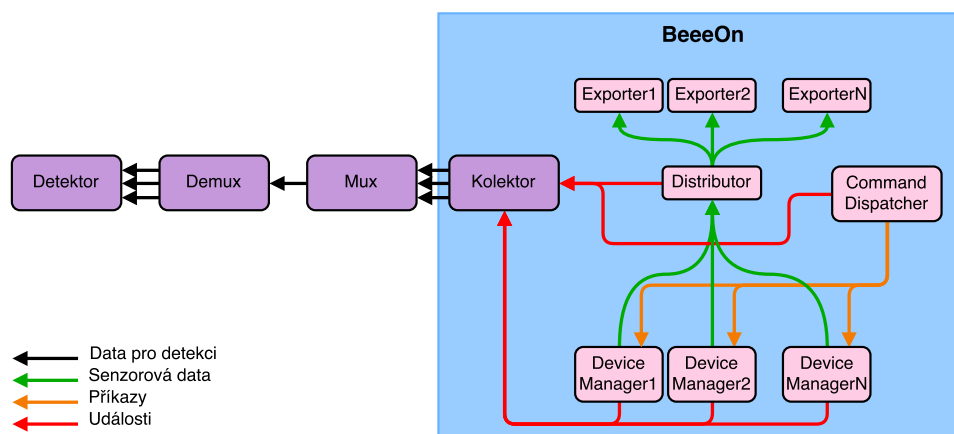 BeeeOn
Exporter1
Exporter2
ExporterN
Detektor
Demux
Mux
Kolektor
Distributor
Command
Dispatcher
Device
Manager1
Device
Manager2
Device
ManagerN
Data pro detekci
Senzorová data
Příkazy
Události